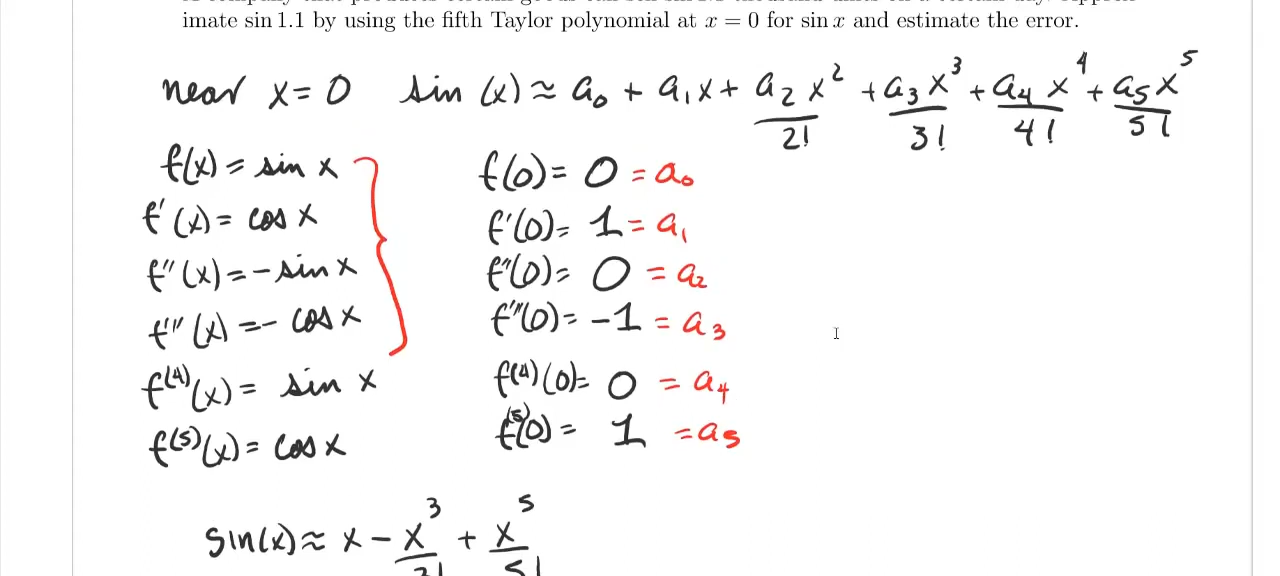 imate sin 1.1 by using the fifth Taylor polynomial at x = 0 for sin x and estimate the error.
near x = 0 sin (x) ≈ a₀ + a₁x + a₂x²/2! + a₃x³/3! + a₄x⁴/4! + a₅x⁵/5!
f(x) = sin x f(0) = 0 = a₀
f'(x) = cos x f'(0) = 1 = a₁
f''(x) = - sin x f''(0) = 0 = a₂
f'''(x) = - cos x f'''(0) = -1 = a₃
f⁽⁴⁾(x) = sin x f⁽⁴⁾(0) = 0 = a₄
f⁽⁵⁾(x) = cos x f⁽⁵⁾(0) = 1 = a₅
sin(x) ≈ x - x³/3! + x⁵/5!